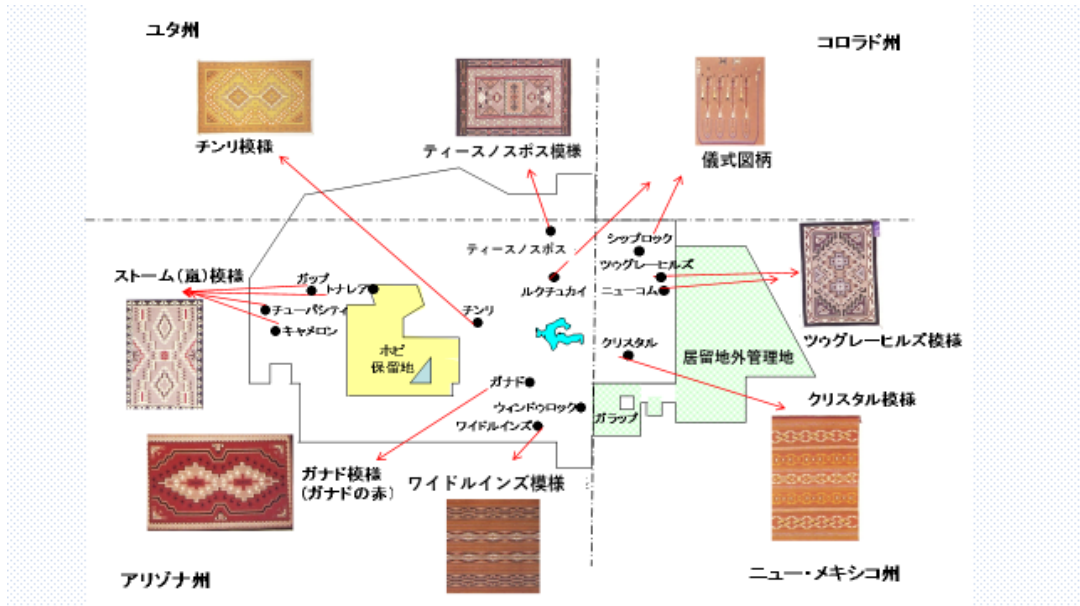 ユタ州
コロラド州
チンリ模様
ティースノスポス模様
儀式図柄
ティースノスポス
シップロック
ツゥグレーヒルズ
ニューコム
ルクチュカイ
ストーム(嵐)模様
ガップ
トナレア
チューバシティ
キャメロン
チンリ
ホピ
保留地
クリスタル
居留地外管理地
ツゥグレーヒルズ模様
ガナド
ウィンドゥロック
ガラップ
ワイドルインズ
クリスタル模様
ガナド模様
(ガナドの赤)
ワイドルインズ模様
アリゾナ州
ニュー・メキシコ州